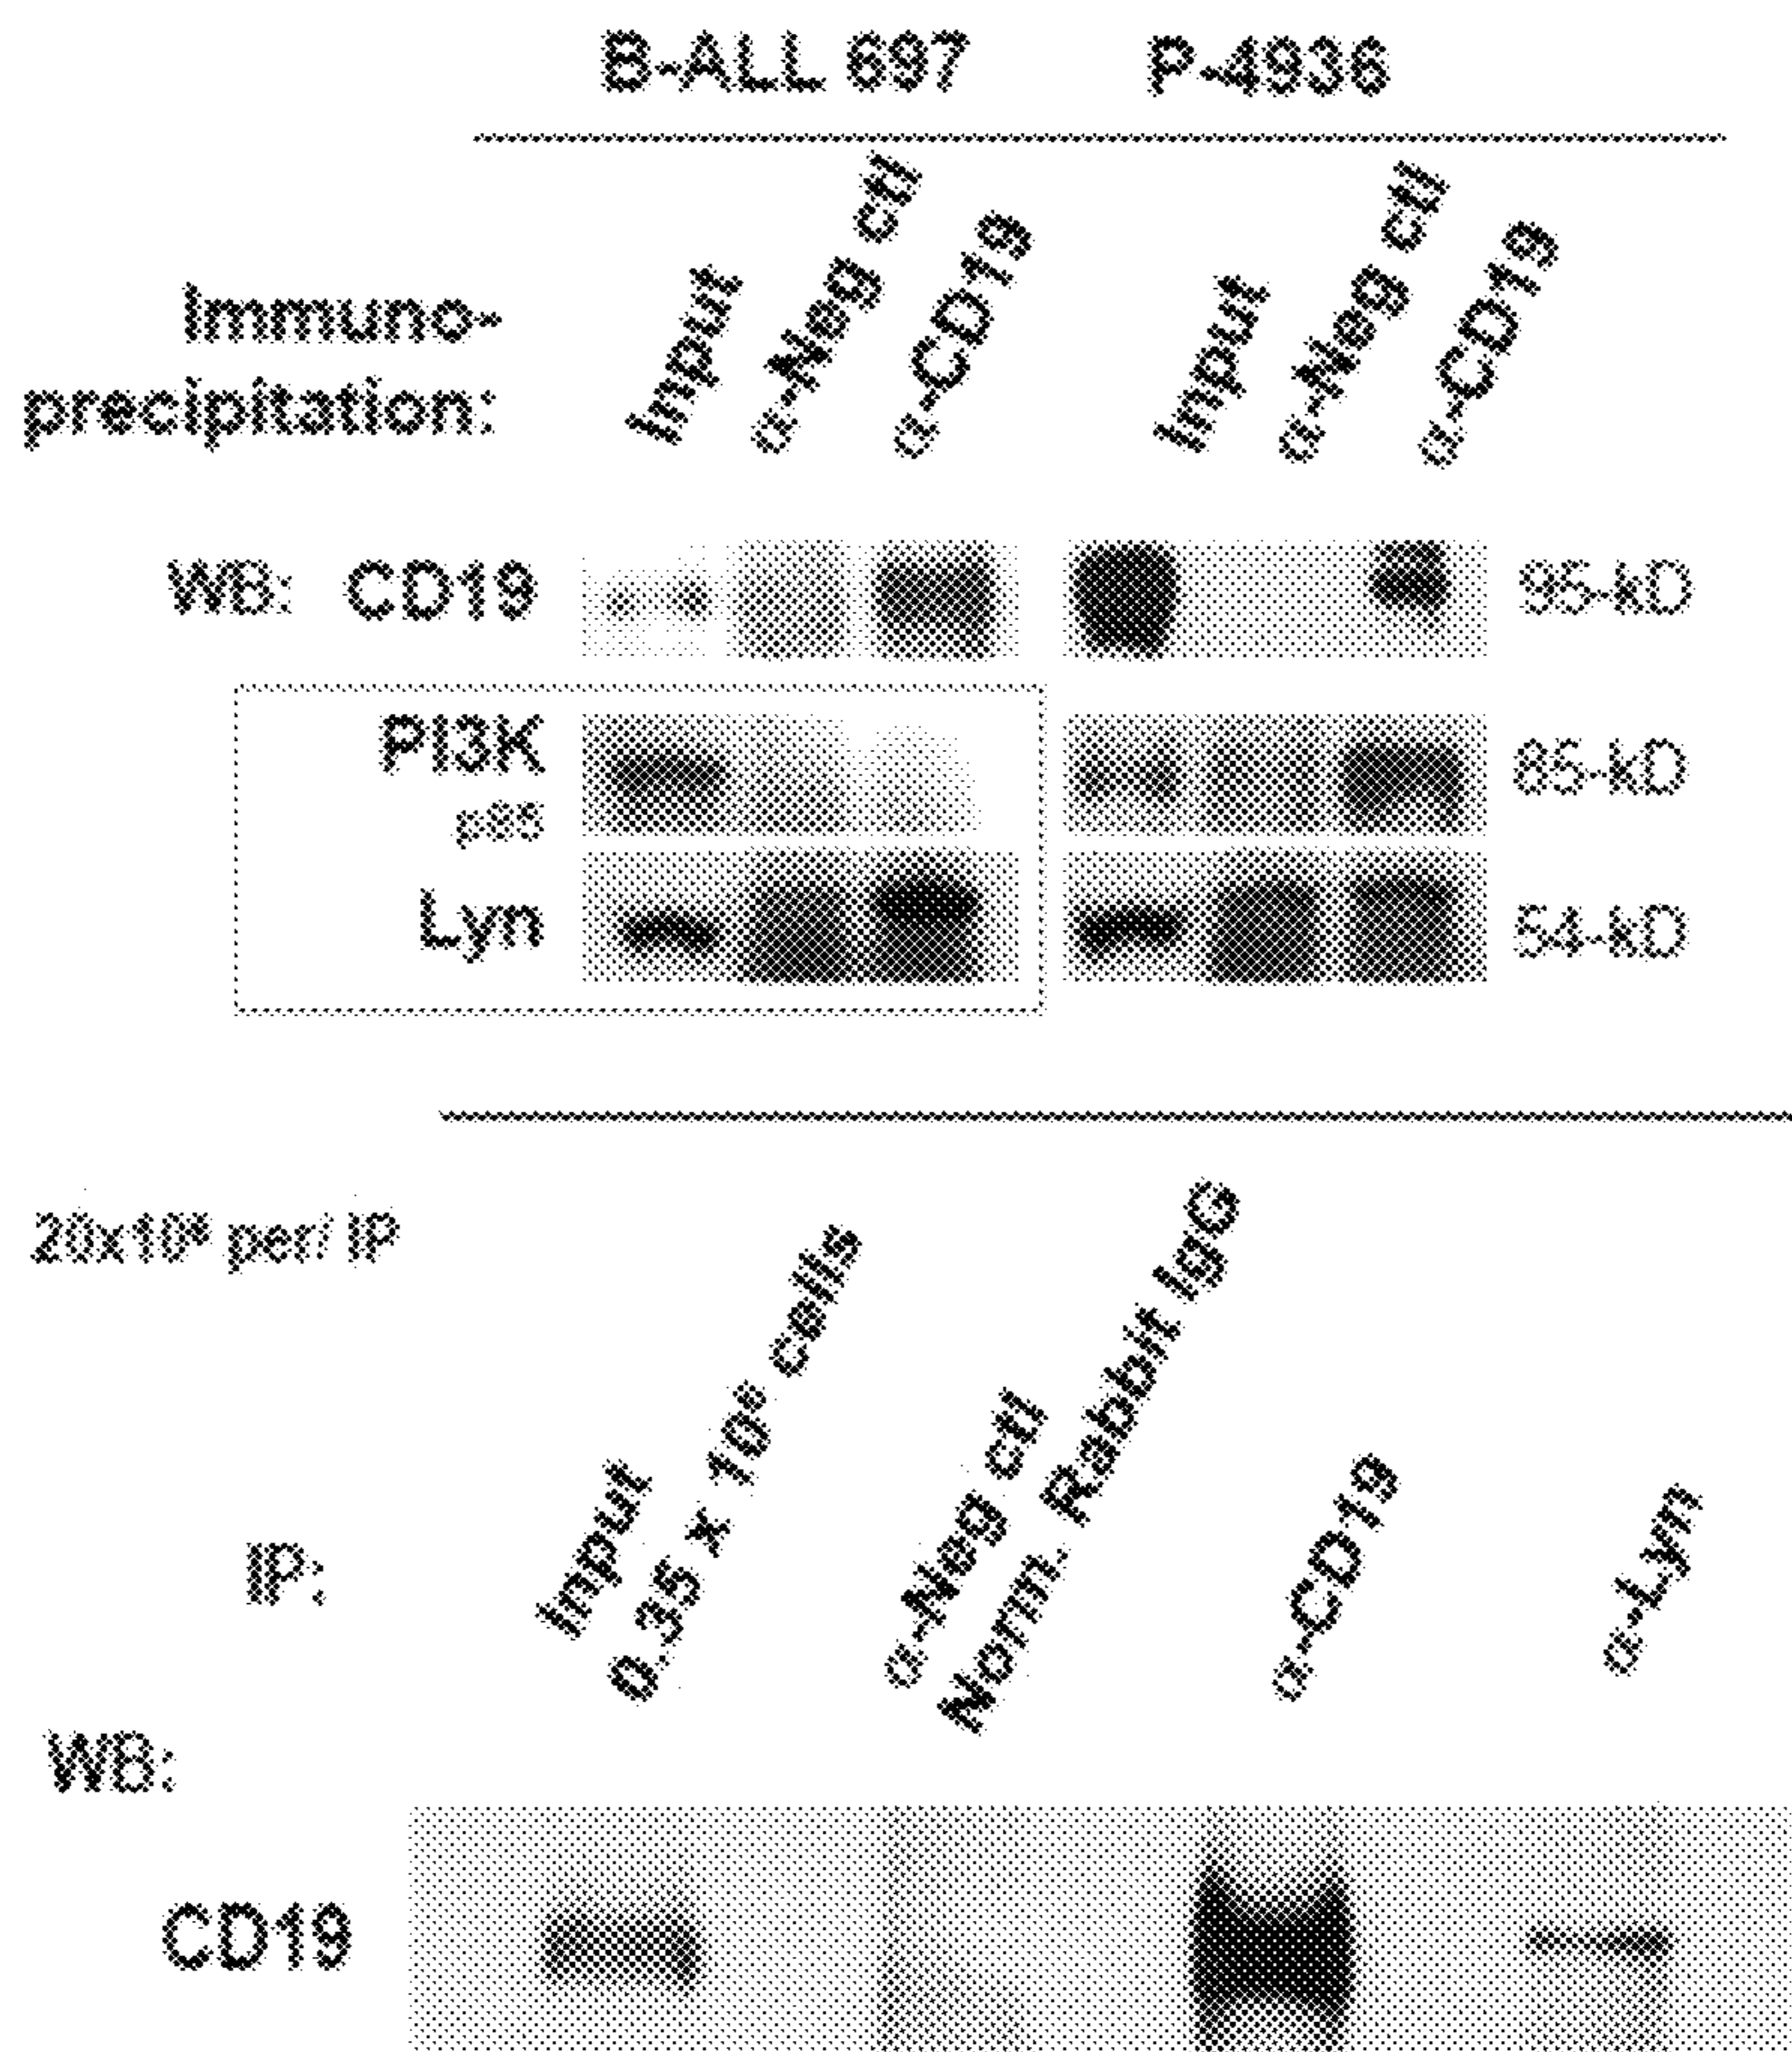 B-ALL 697 P-4936
Immuno-
precipitation:
Input α-Neg ctl α-CD19 Input α-Neg ctl α-CD19
WB: CD19 95-kD
PI3K 85-kD
p85
Lyn 54-kD
20x10⁶ per/ IP
IP:
Input
0.35 x 10⁶ cells
α-Neg ctl
Norm. Rabbit IgG
α-CD19
α-Lyn
WB:
CD19